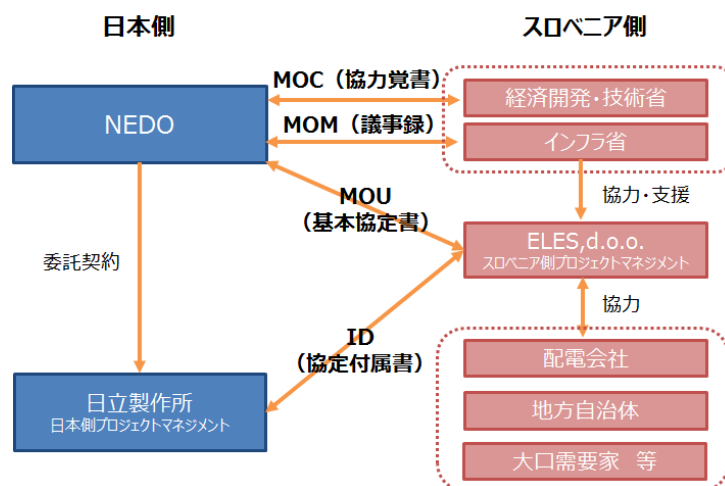 日本側
スロベニア側
NEDO
MOC（協力覚書）
MOM（議事録）
経済開発・技術省
インフラ省
MOU
（基本協定書）
協力・支援
委託契約
ELES,d.o.o.
スロベニア側プロジェクトマネジメント
協力
ID
（協定付属書）
日立製作所
日本側プロジェクトマネジメント
配電会社
地方自治体
大口需要家　等